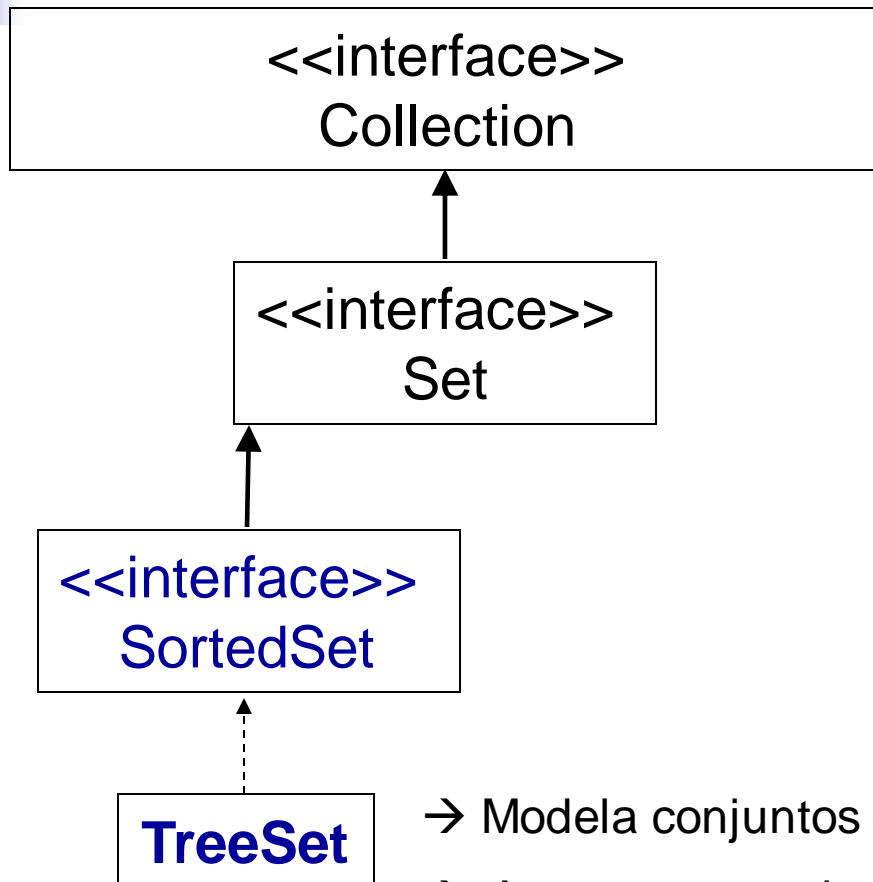 <<interface>>
Collection
<<interface>>
Set
<<interface>>
SortedSet
TreeSet
→ Modela conjuntos